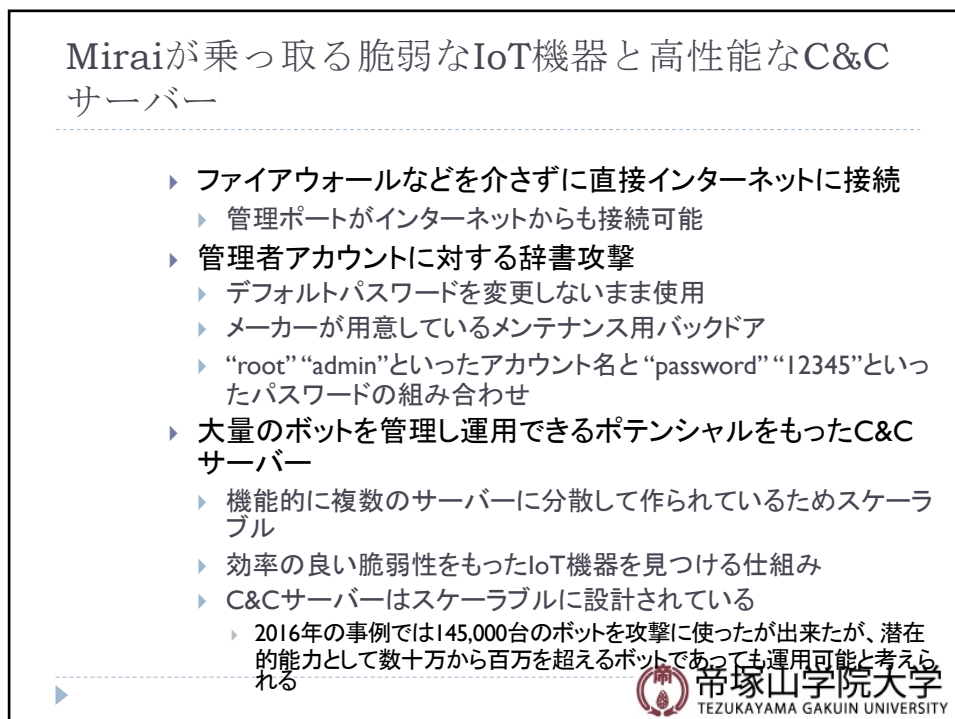 Miraiが乗っ取る脆弱なIoT機器と高性能なC&C
サーバー
ファイアウォールなどを介さずに直接インターネットに接続
管理ポートがインターネットからも接続可能
管理者アカウントに対する辞書攻撃
デフォルトパスワードを変更しないまま使用
メーカーが用意しているメンテナンス用バックドア
“root” “admin”といったアカウント名と “password” “12345”といっ
たパスワードの組み合わせ
大量のボットを管理し運用できるポテンシャルをもったC&C
サーバー
機能的に複数のサーバーに分散して作られているためスケーラ
ブル
効率の良い脆弱性をもったIoT機器を見つける仕組み
C&Cサーバーはスケーラブルに設計されている
2016年の事例では145,000台のボットを攻撃に使ったが出来たが、潜在
的能力として数十万から百万を超えるボットであっても運用可能と考えら
れる
帝塚山学院大学
TEZUKAYAMA GAKUIN UNIVERSITY